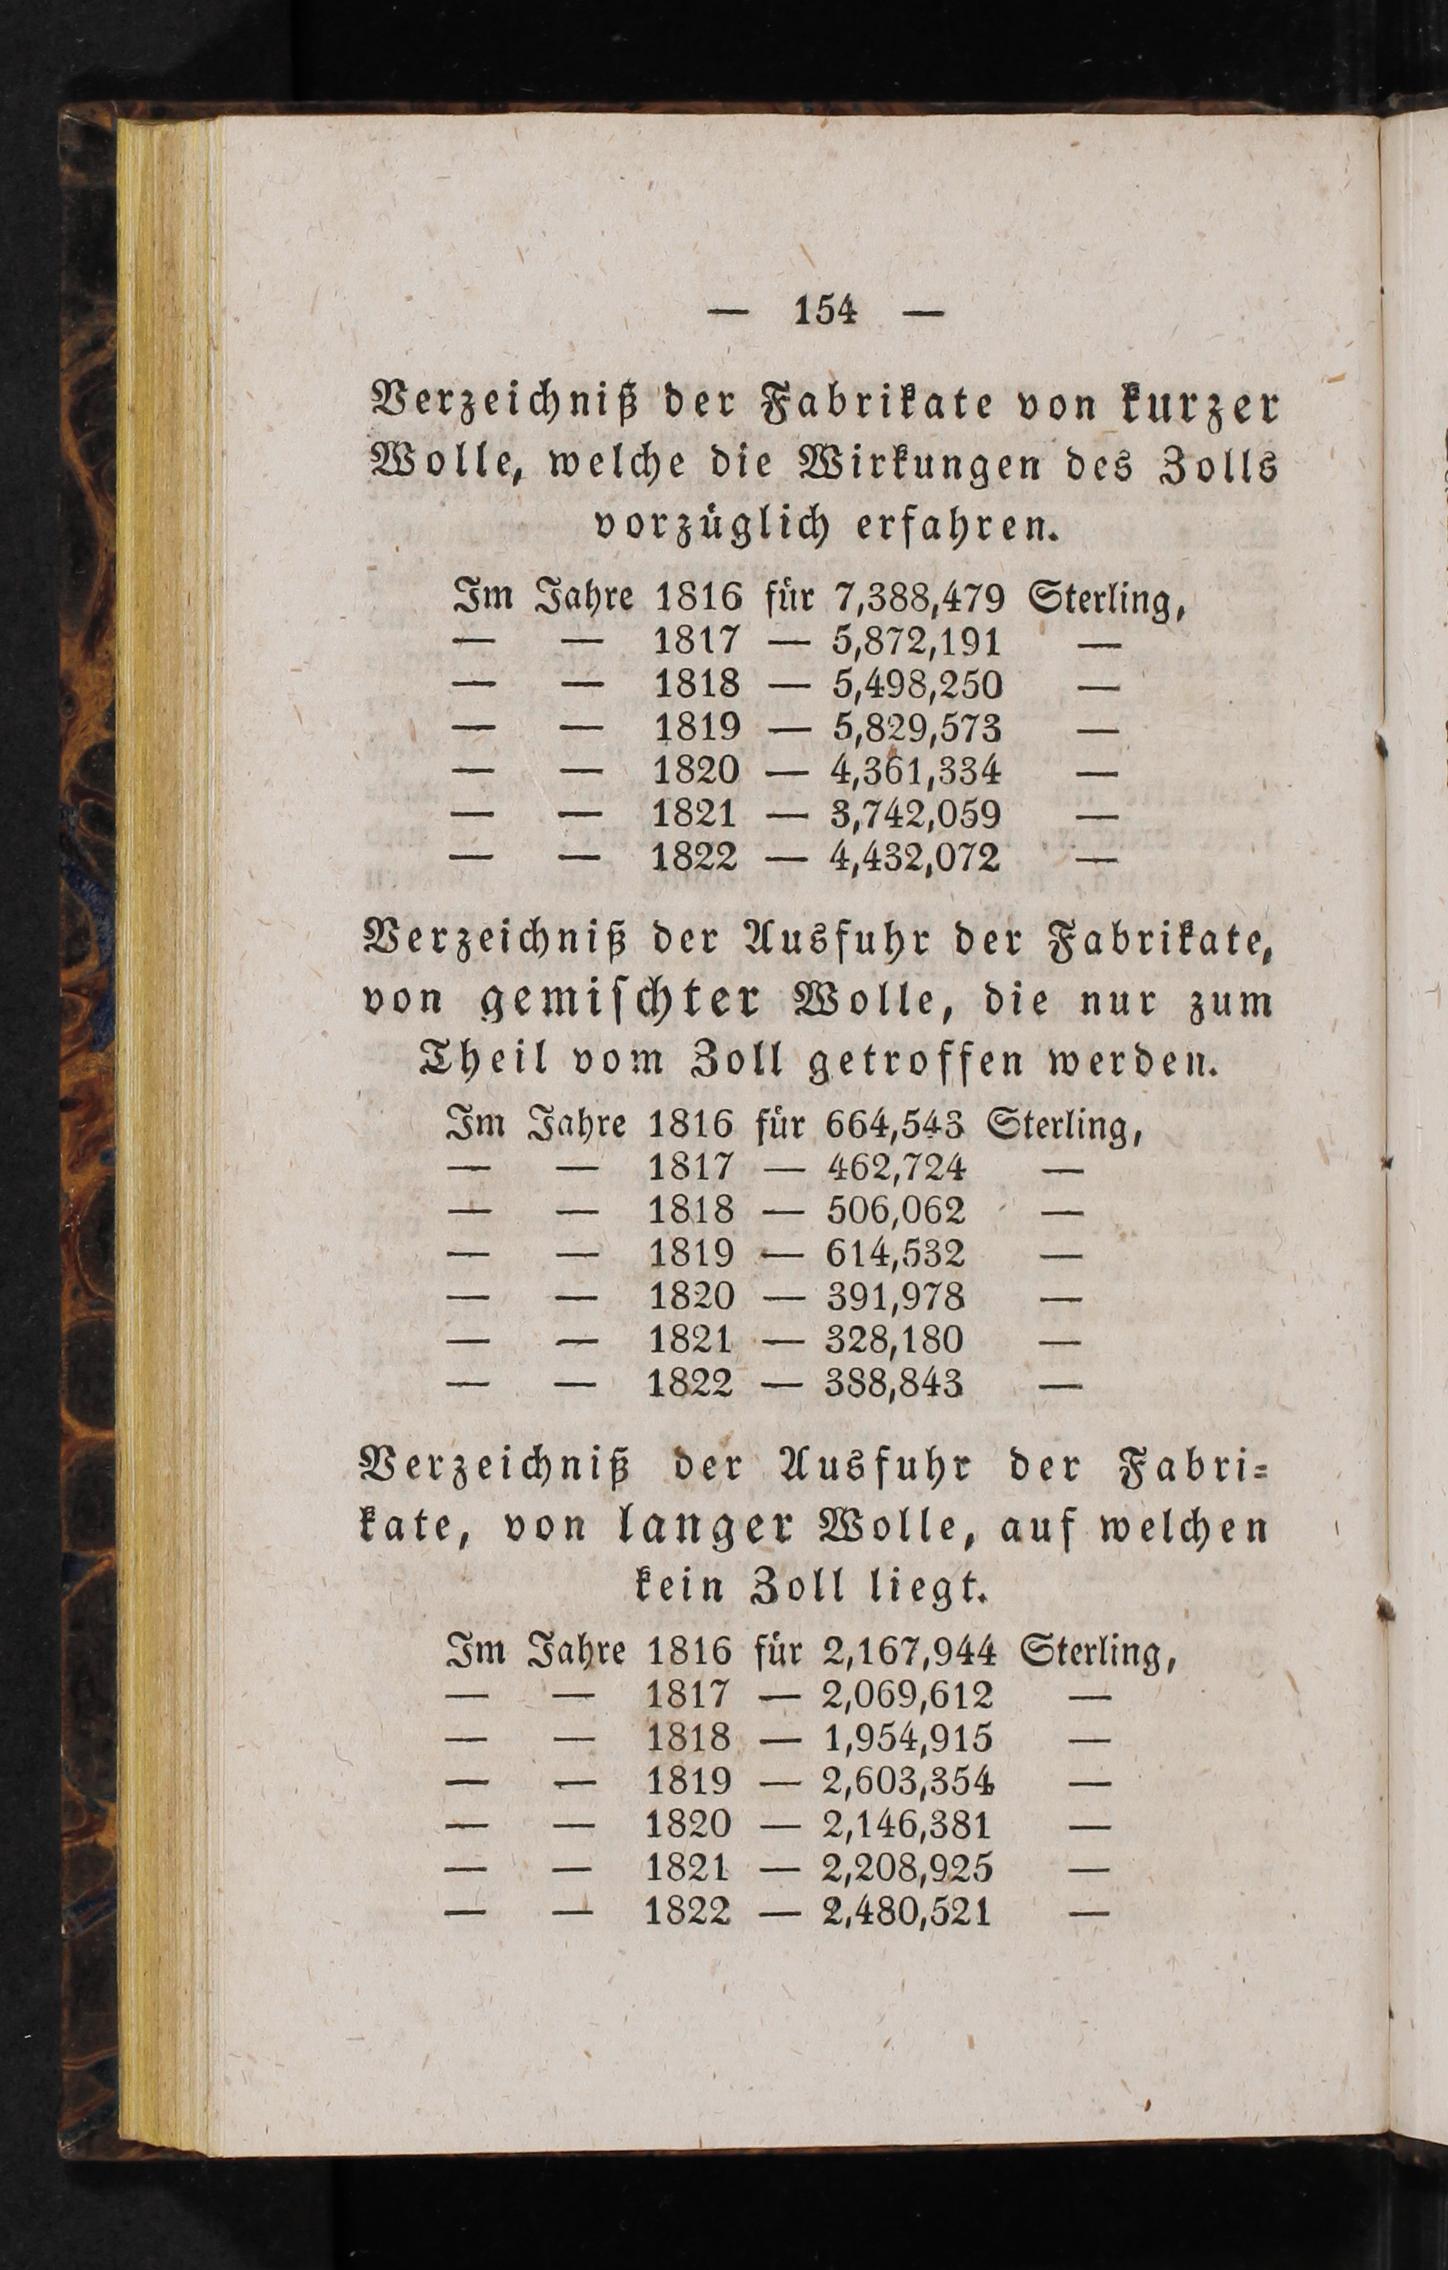 — 154 —
Verzeichniß der Fabrikate von kurzer
Wolle, welche die Wirkungen des Zolls
vorzüglich erfahren.
Im Jahre 1816 für 7,388,479 Sterling,
— — 1817 — 5,872,191 —
— — 1818 — 5,498,250 —
— — 1819 — 5,829,573 —
— — 1820 — 4,361,334 —
— — 1821 — 3,742,059 —
— — 1822 — 4,432,072 —
Verzeichniß der Ausfuhr der Fabrikate,
von gemischter Wolle, die nur zum
Theil vom Zoll getroffen werden.
Im Jahre 1816 für 664,543 Sterling,
— — 1817 — 462,724 —
— — 1818 — 506,062 —
— — 1819 — 614,532 —
— — 1820 — 391,978 —
— — 1821 — 328,180 —
— — 1822 — 388,843 —
Verzeichniß der Ausfuhr der Fabri-
kate, von langer Wolle, auf welchen
kein Zoll liegt.
Im Jahre 1816 für 2,167,944 Sterling,
— — 1817 — 2,069,612 —
— — 1818 — 1,954,915 —
— — 1819 — 2,603,354 —
— — 1820 — 2,146,381 —
— — 1821 — 2,208,925 —
— — 1822 — 2,480,521 —